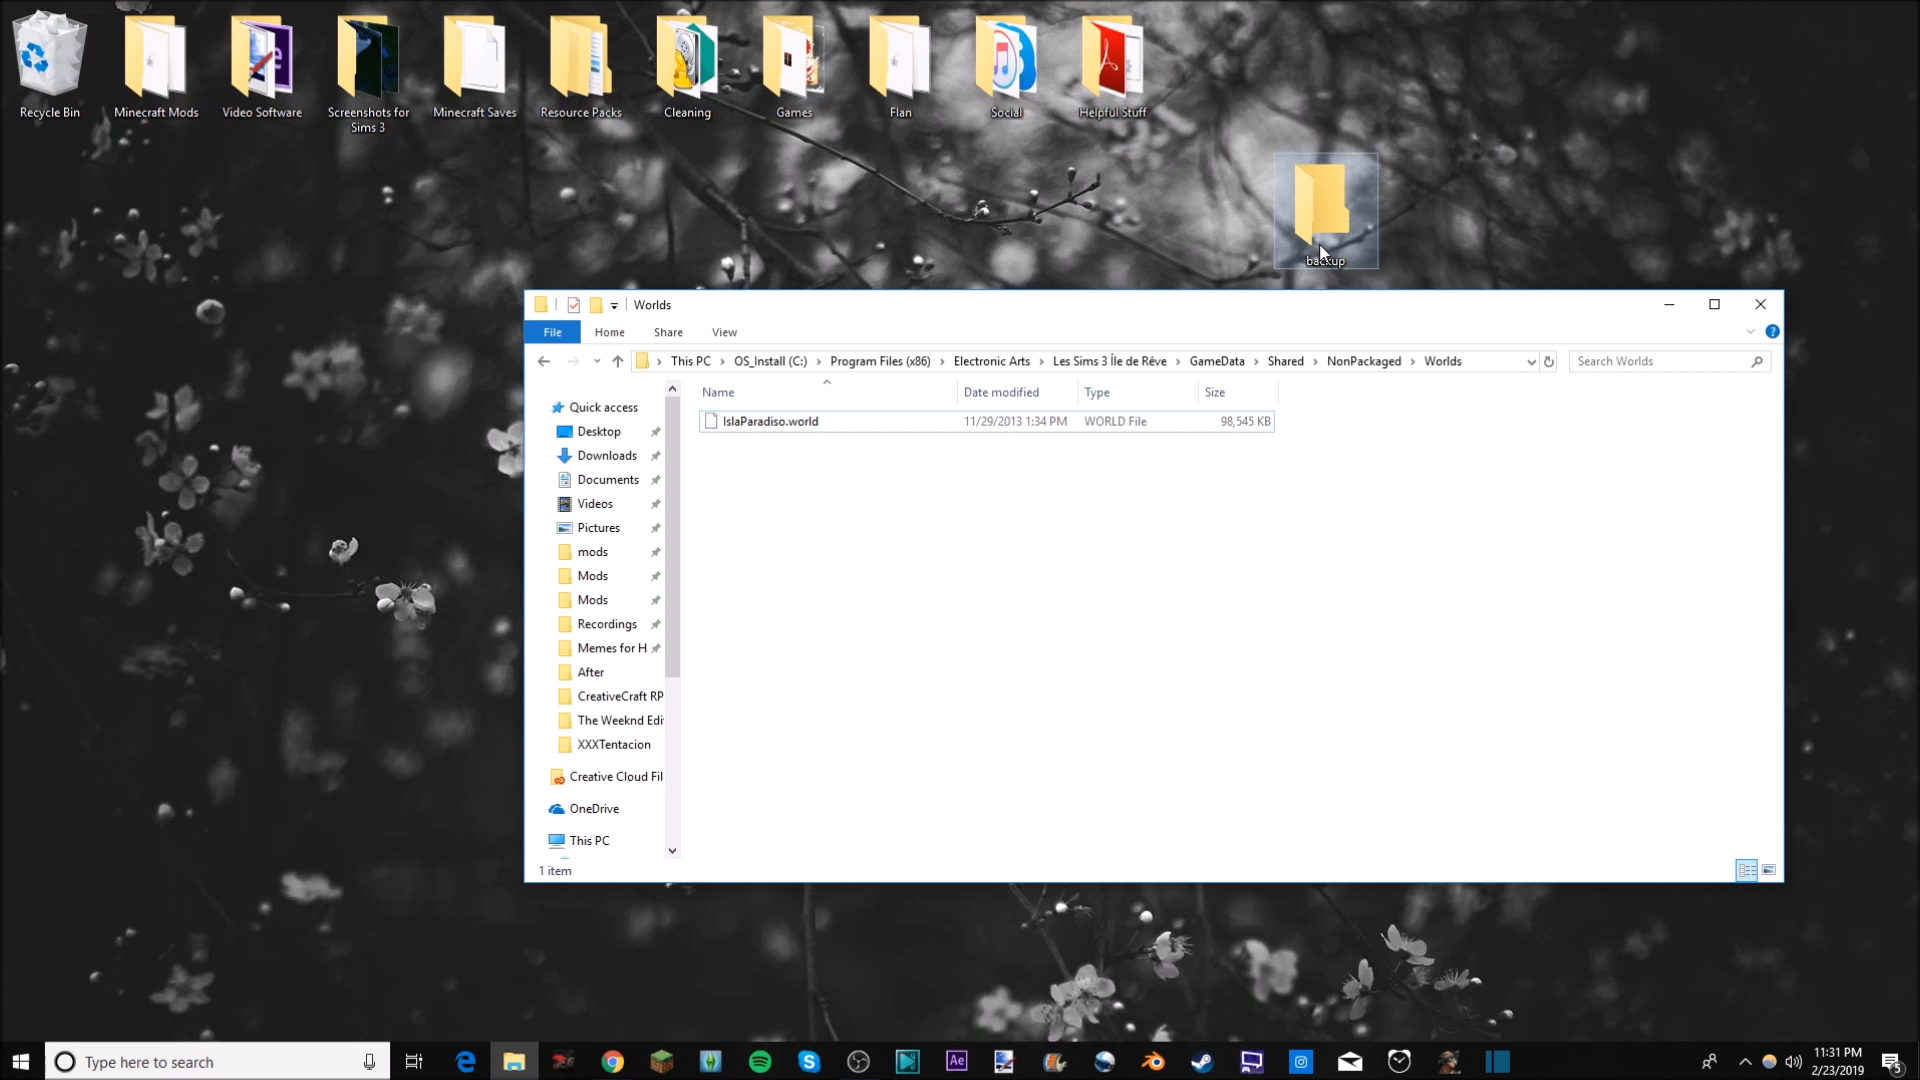 Recycle Bin
Minecraft Mods
Video Software
Screenshots for
Sims 3
Minecraft Saves
Resource Packs
Cleaning
Games
Flan
Social
Helpful Stuff
backup
Worlds
File Home Share View
This PC > OS_Install (C:) > Program Files (x86) > Electronic Arts > Les Sims 3 Île de Rêve > GameData > Shared > NonPackaged > Worlds
Search Worlds
Name Date modified Type Size
IslaParadiso.world 11/29/2013 1:34 PM WORLD File 98,545 KB
Quick access
Desktop
Downloads
Documents
Videos
Pictures
mods
Mods
Mods
Recordings
Memes for H
After
CreativeCraft RP
The Weeknd Edi
XXXTentacion
Creative Cloud Fil
OneDrive
This PC
1 item
Type here to search
Ae
11:31 PM
2/23/2019
5